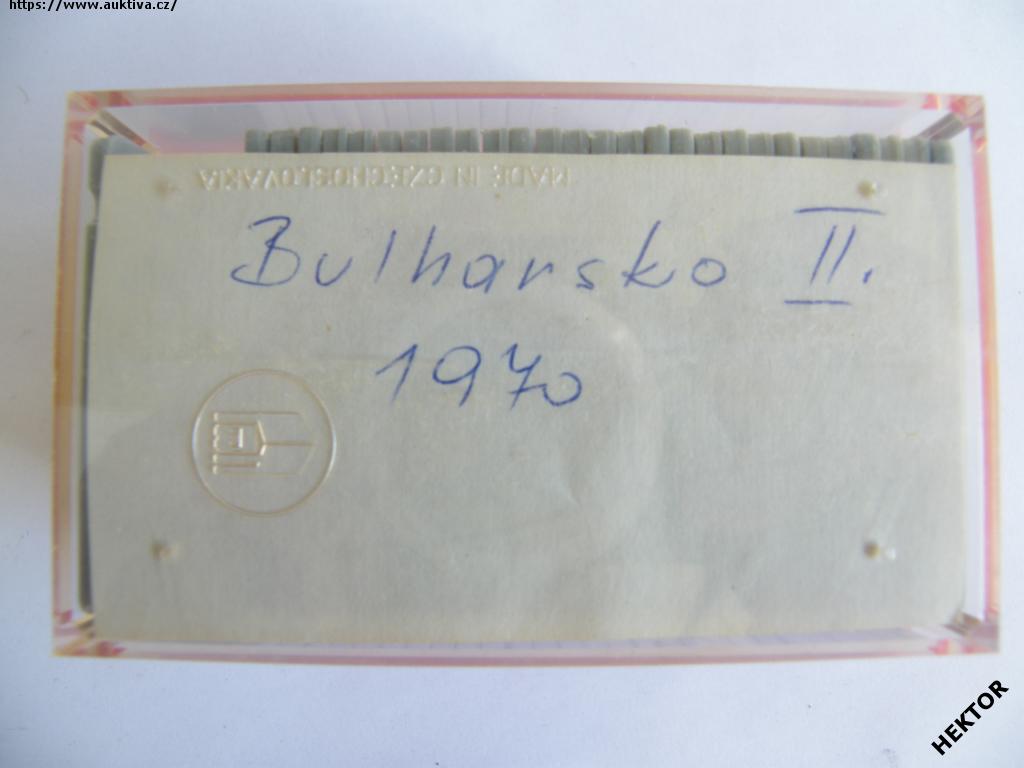 https://www.auktiva.cz/
MADE IN CZECHOSLOVAKIA
Bulharsko II.
1970
HEKTOR